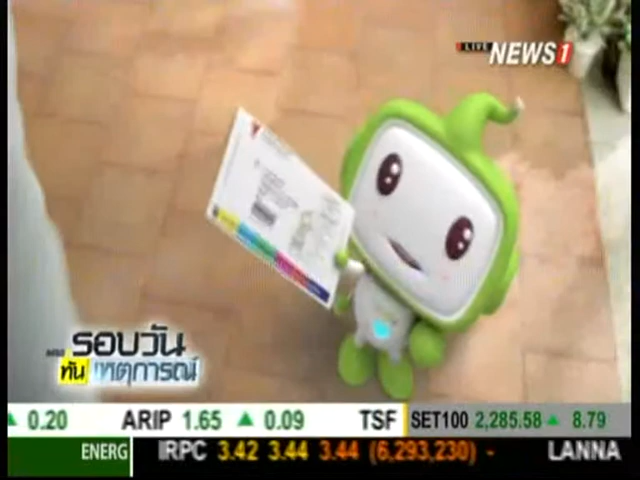 LIVE NEWS1
รอบวัน
ทัน เหตุการณ์
0.20 ARIP 1.65 0.09 TSF SET100 2,285.58 8.79
ENERG IRPC 3.42 3.44 3.44 (6,293,230) - LANNA